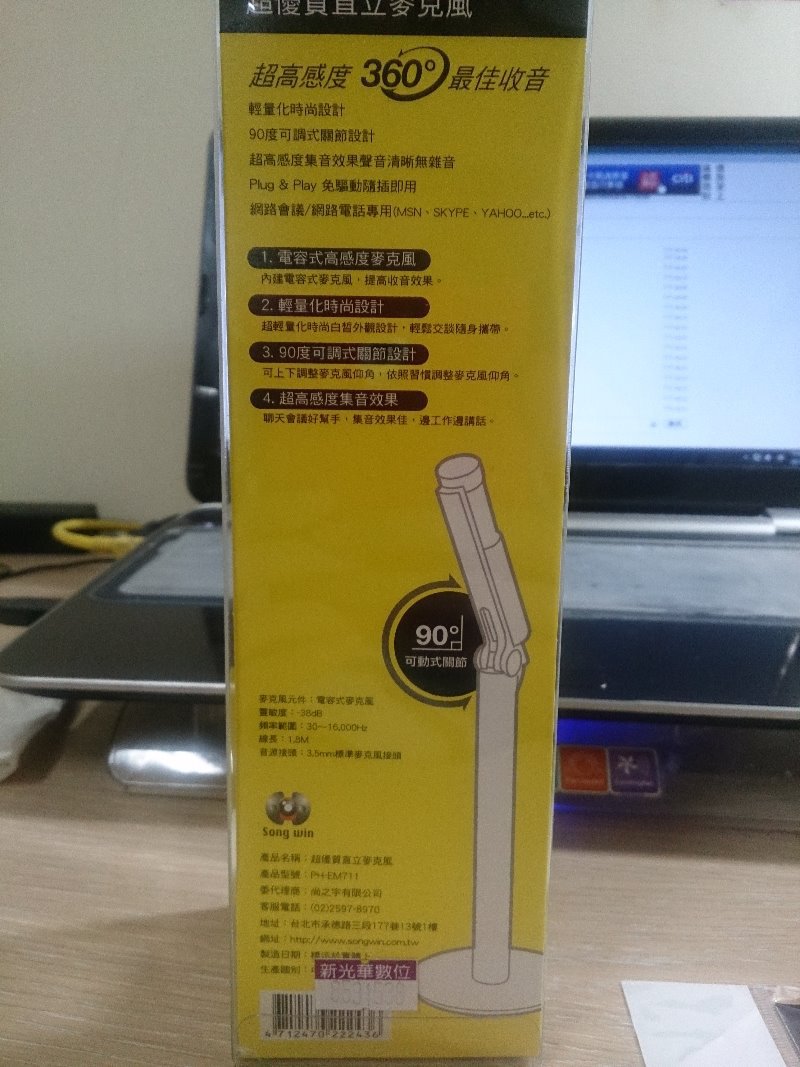 超優質直立麥克風
超高感度 360° 最佳收音
輕量化時尚設計
90度可調式關節設計
超高感度集音效果聲音清晰無雜音
Plug & Play 免驅動隨插即用
網路會議/網路電話專用(MSN、SKYPE、YAHOO...etc.)
1. 電容式高感度麥克風
內建電容式麥克風，提高收音效果。
2. 輕量化時尚設計
超輕量化時尚白皙外觀設計，輕鬆交談隨身攜帶。
3. 90度可調式關節設計
可上下調整麥克風仰角，依照習慣調整麥克風仰角。
4. 超高感度集音效果
聊天會議好幫手，集音效果佳，邊工作邊講話。
90°
可動式關節
麥克風元件：電容式麥克風
靈敏度：-38dB
頻率範圍：30~16,000Hz
線長：1.8M
音源接頭：3.5mm標準麥克風接頭
Song win
產品名稱：超優質直立麥克風
產品型號：PH-EM711
委代理商：尚之宇有限公司
客服電話：(02)2597-8970
地址：台北市承德路三段177巷13號1樓
網址：http://www.songwin.com.tw
製造日期：
生產國別：
新光華數位
4 712470 222436